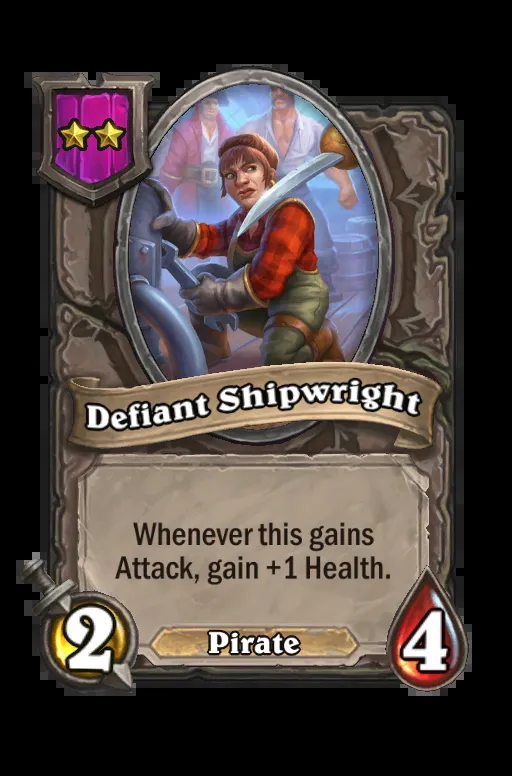 Defiant Shipwright
Whenever this gains
Attack, gain +1 Health.
2
Pirate
4